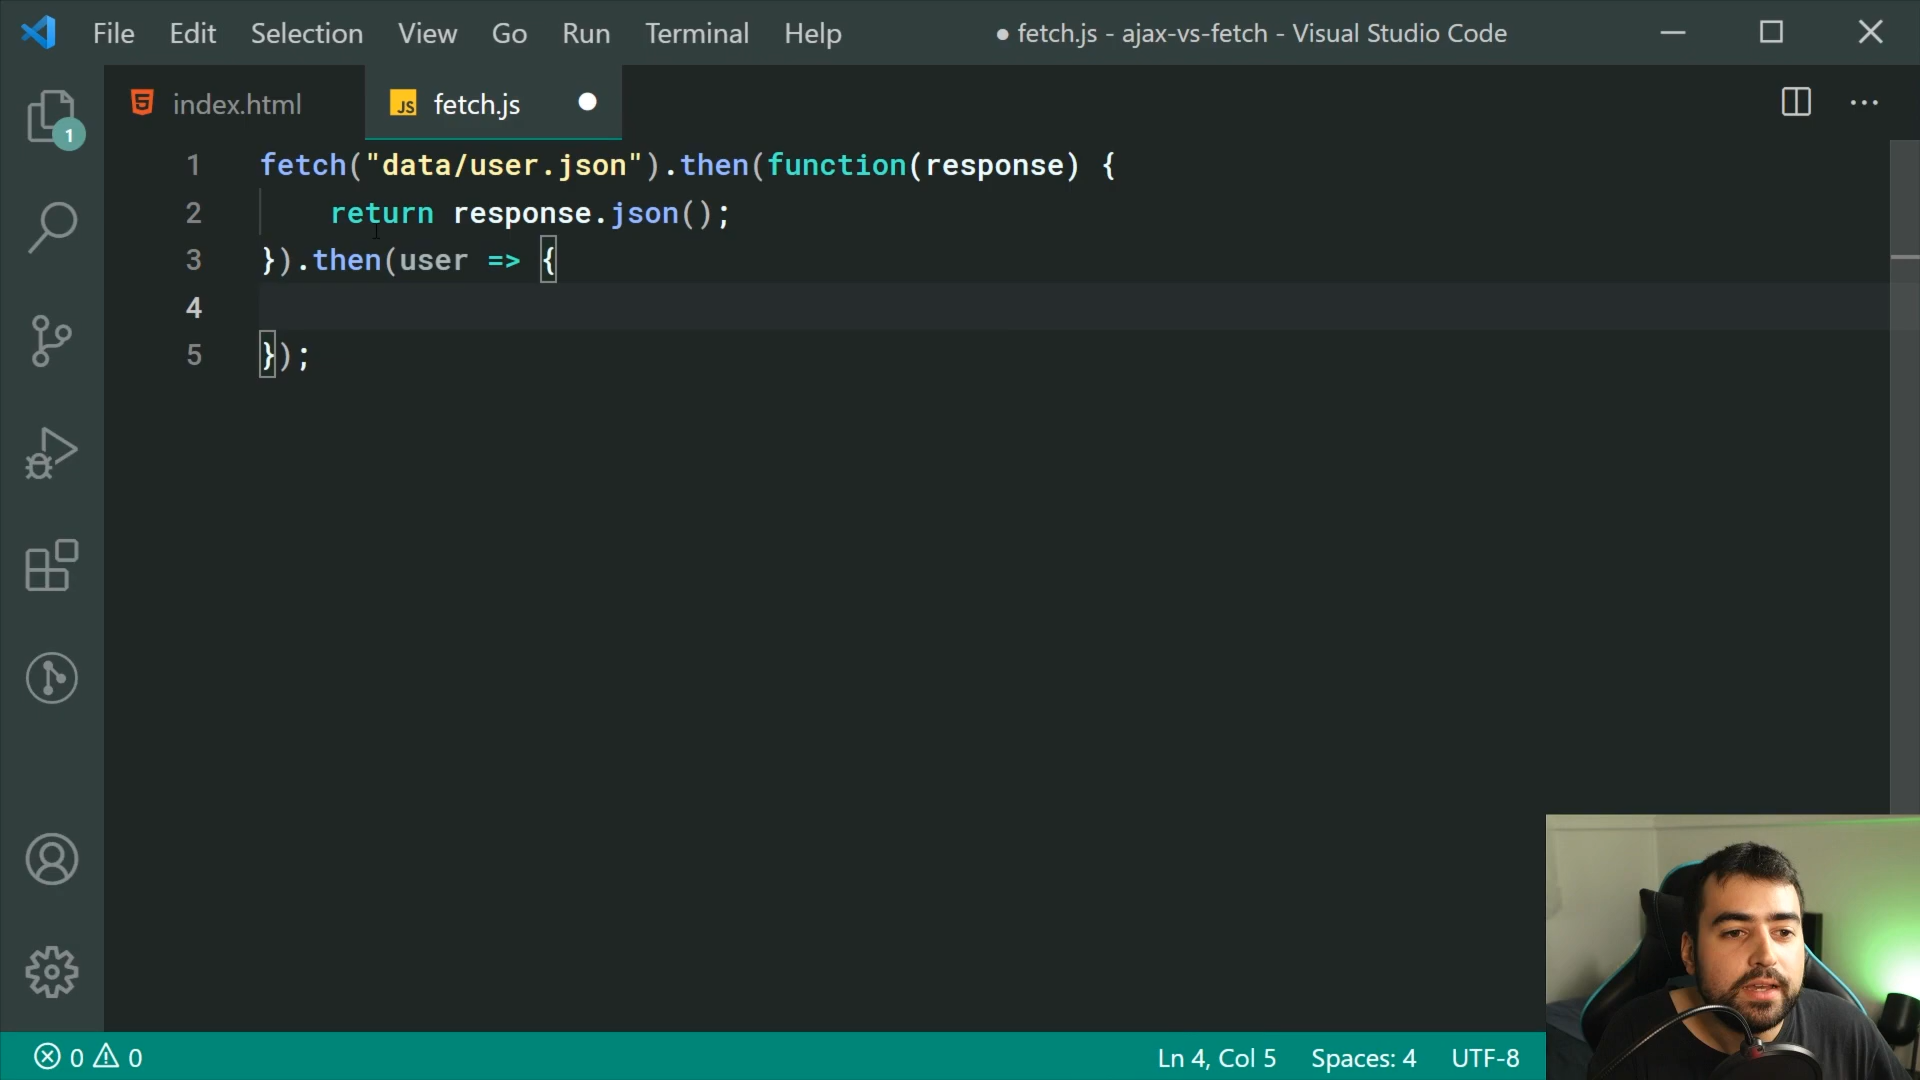 File Edit Selection View Go Run Terminal Help ● fetch.js - ajax-vs-fetch - Visual Studio Code
index.html JS fetch.js
1
1 fetch("data/user.json").then(function(response) {
2 return response.json();
3 }).then(user => {
4
5 });
0 0 Ln 4, Col 5 Spaces: 4 UTF-8